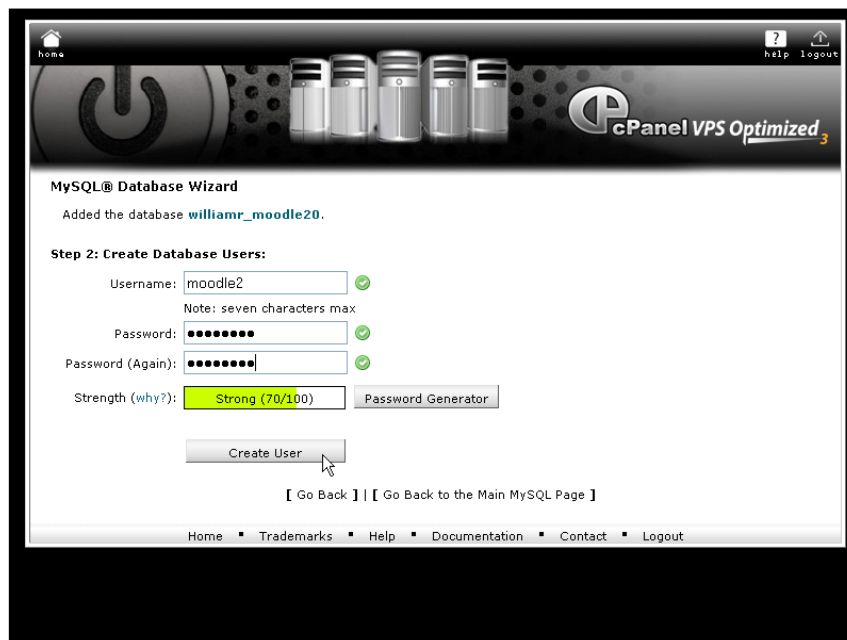 home
? help logout
cPanel VPS Optimized 3
MySQL® Database Wizard
Added the database williamr_moodle20.
Step 2: Create Database Users:
Username: moodle2
Note: seven characters max
Password: ●●●●●●●●
Password (Again): ●●●●●●●●
Strength (why?): Strong (70/100) Password Generator
Create User
[ Go Back ] | [ Go Back to the Main MySQL Page ]
Home ▪ Trademarks ▪ Help ▪ Documentation ▪ Contact ▪ Logout